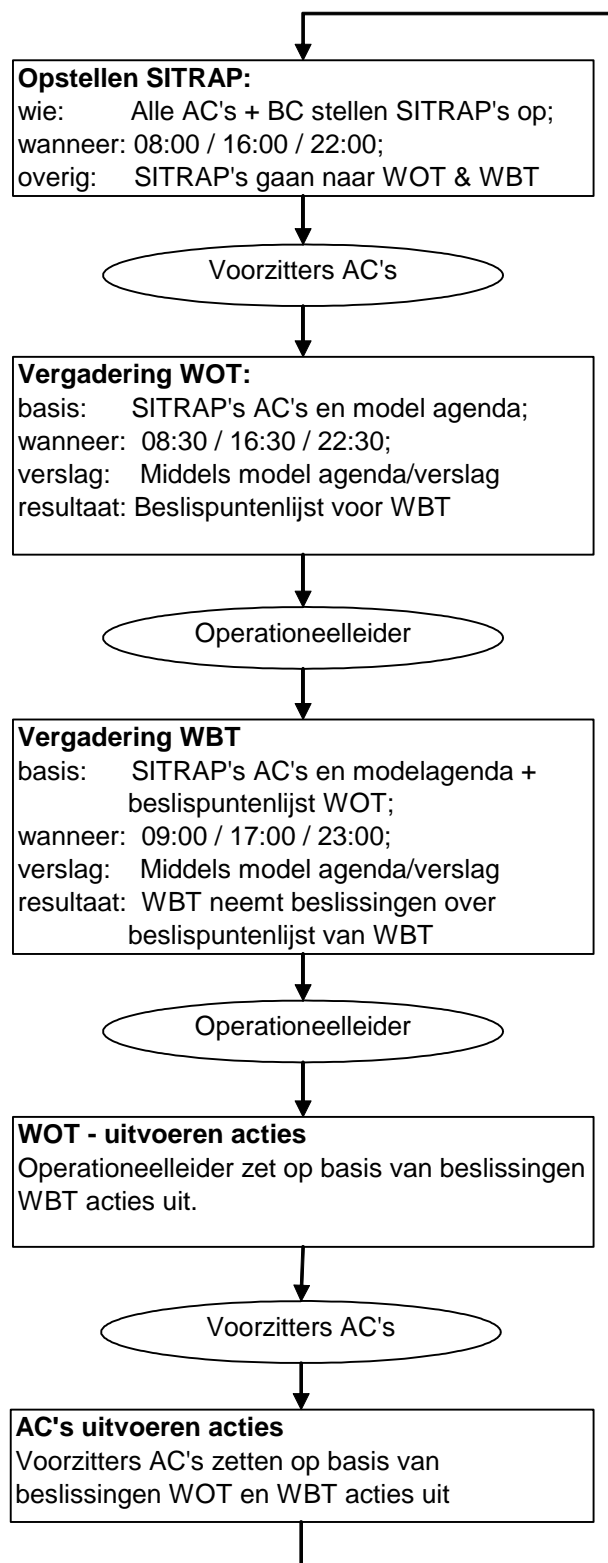 Opstellen SITRAP:
wie: Alle AC's + BC stellen SITRAP's op;
wanneer: 08:00 / 16:00 / 22:00;
overig: SITRAP's gaan naar WOT & WBT
Voorzitters AC's
Vergadering WOT:
basis: SITRAP's AC's en model agenda;
wanneer: 08:30 / 16:30 / 22:30;
verslag: Middels model agenda/verslag
resultaat: Beslispuntenlijst voor WBT
Operationeelleider
Vergadering WBT
basis: SITRAP's AC's en modelagenda +
beslispuntenlijst WOT;
wanneer: 09:00 / 17:00 / 23:00;
verslag: Middels model agenda/verslag
resultaat: WBT neemt beslissingen over
beslispuntenlijst van WBT
Operationeelleider
WOT - uitvoeren acties
Operationeelleider zet op basis van beslissingen
WBT acties uit.
Voorzitters AC's
AC's uitvoeren acties
Voorzitters AC's zetten op basis van
beslissingen WOT en WBT acties uit